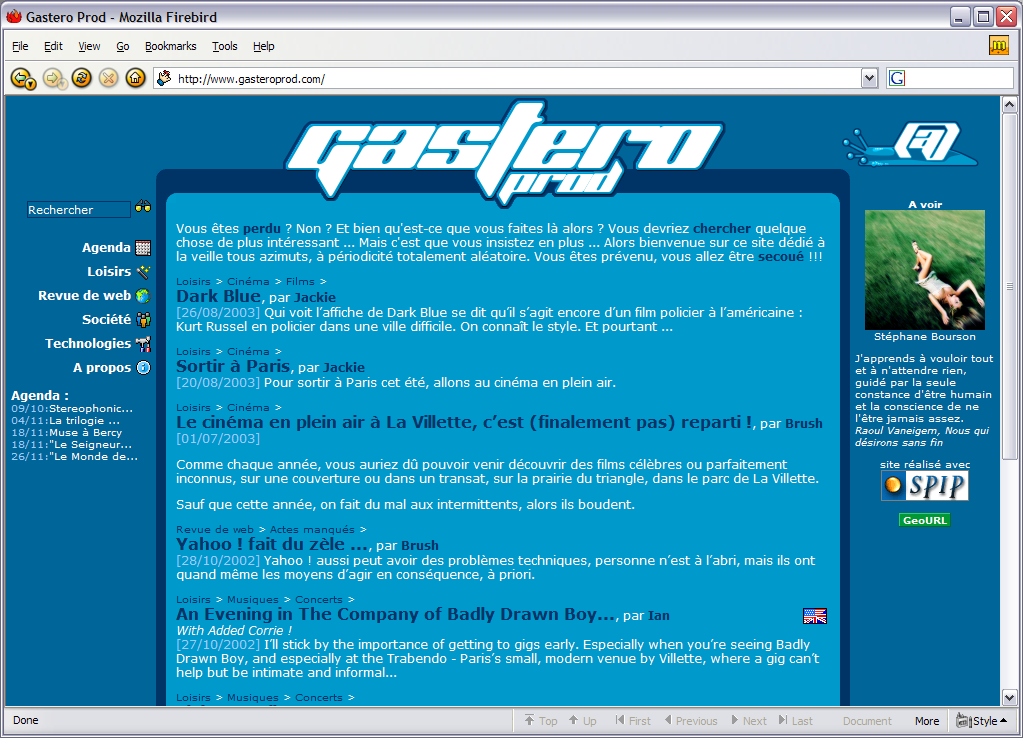 Gastero Prod - Mozilla Firebird
File Edit View Go Bookmarks Tools Help
http://www.gasteroprod.com/
G
gastero
prod
@
Rechercher
Agenda
Loisirs
Revue de web
Société
Technologies
A propos
Agenda :
09/10:Stereophonic...
04/11:La trilogie ...
18/11:Muse à Bercy
18/11:"Le Seigneur...
26/11:"Le Monde de...
Vous êtes perdu ? Non ? Et bien qu'est-ce que vous faites là alors ? Vous devriez chercher quelque
chose de plus intéressant ... Mais c'est que vous insistez en plus ... Alors bienvenue sur ce site dédié à
la veille tous azimuts, à périodicité totalement aléatoire. Vous êtes prévenu, vous allez être secoué !!!
Loisirs > Cinéma > Films >
Dark Blue, par Jackie
[26/08/2003] Qui voit l’affiche de Dark Blue se dit qu’il s’agit encore d’un film policier à l’américaine :
Kurt Russel en policier dans une ville difficile. On connaît le style. Et pourtant ...
Loisirs > Cinéma >
Sortir à Paris, par Jackie
[20/08/2003] Pour sortir à Paris cet été, allons au cinéma en plein air.
Loisirs > Cinéma >
Le cinéma en plein air à La Villette, c’est (finalement pas) reparti !, par Brush
[01/07/2003]
Comme chaque année, vous auriez dû pouvoir venir découvrir des films célèbres ou parfaitement
inconnus, sur une couverture ou dans un transat, sur la prairie du triangle, dans le parc de La Villette.
Sauf que cette année, on fait du mal aux intermittents, alors ils boudent.
Revue de web > Actes manqués >
Yahoo ! fait du zèle ..., par Brush
[28/10/2002] Yahoo ! aussi peut avoir des problèmes techniques, personne n’est à l’abri, mais ils ont
quand même les moyens d’agir en conséquence, à priori.
Loisirs > Musiques > Concerts >
An Evening in The Company of Badly Drawn Boy..., par Ian
With Added Corrie !
[27/10/2002] I’ll stick by the importance of getting to gigs early. Especially when you’re seeing Badly
Drawn Boy, and especially at the Trabendo - Paris’s small, modern venue by Villette, where a gig can’t
help but be intimate and informal...
Loisirs > Musiques > Concerts >
A voir
Stéphane Bourson
J'apprends à vouloir tout
et à n'attendre rien,
guidé par la seule
constance d'être humain
et la conscience de ne
l'être jamais assez.
Raoul Vaneigem, Nous qui
désirons sans fin
site réalisé avec
SPIP
GeoURL
Done Top Up First Previous Next Last Document More Style